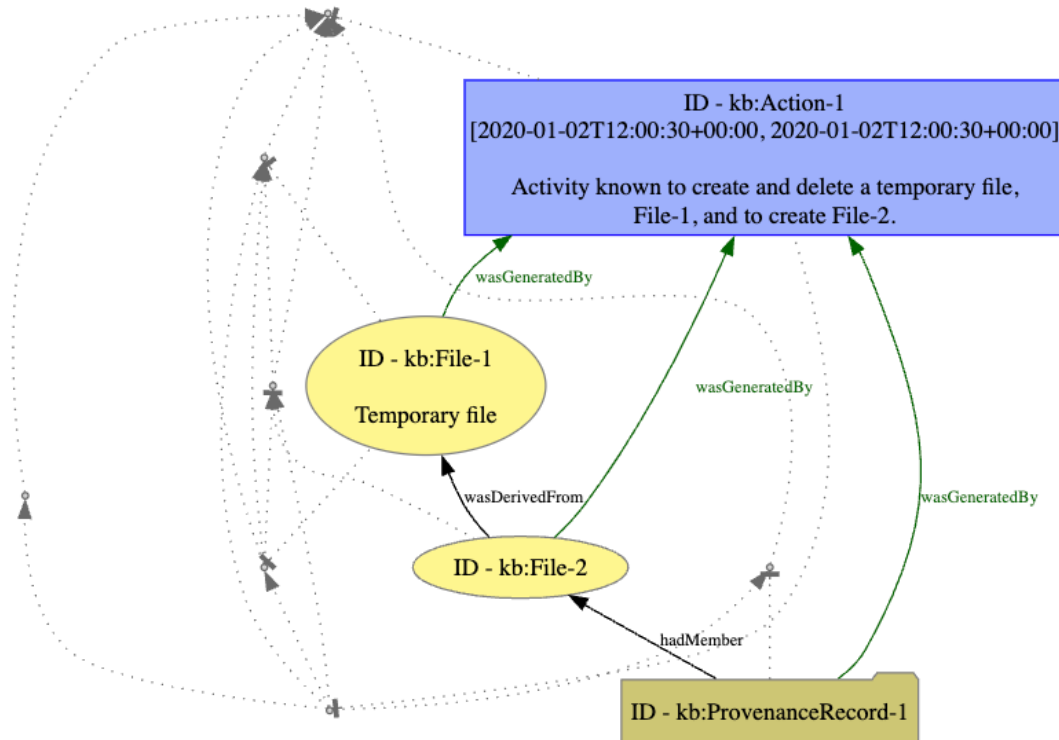 ID - kb:Action-1
[2020-01-02T12:00:30+00:00, 2020-01-02T12:00:30+00:00]
Activity known to create and delete a temporary file,
File-1, and to create File-2.
wasGeneratedBy
ID - kb:File-1
Temporary file
wasGeneratedBy
wasDerivedFrom
wasGeneratedBy
ID - kb:File-2
hadMember
ID - kb:ProvenanceRecord-1